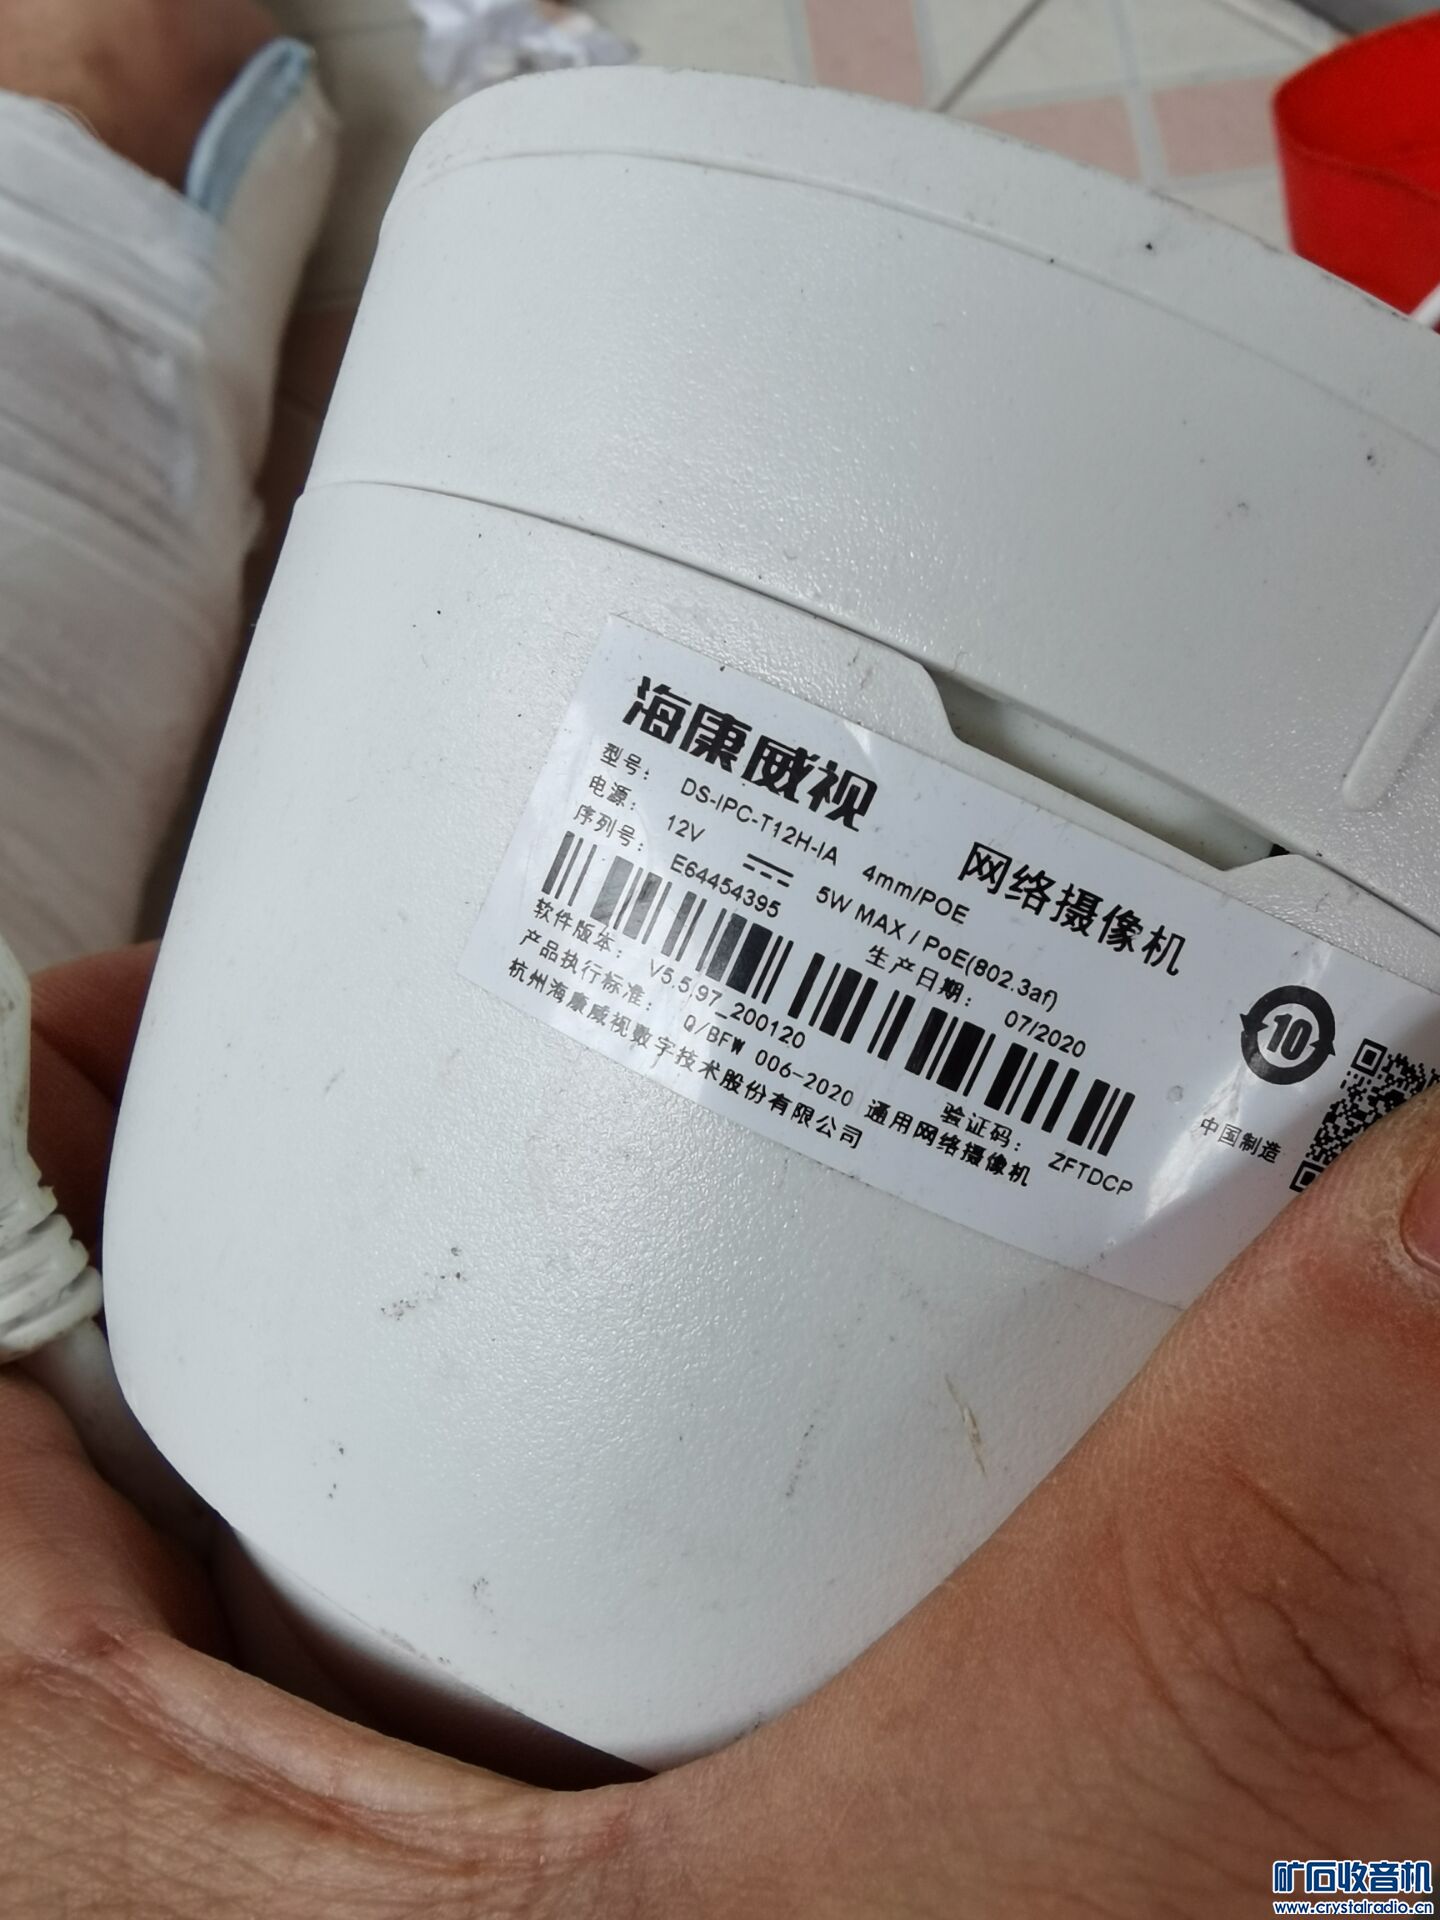 海康威视
网络摄像机
型号： DS-IPC-T12H-IA 4mm/POE
电源： 12V 5W MAX / PoE(802.3af)
序列号： E64454395 生产日期： 07/2020
软件版本： V5.5.97_200120 验证码： ZFTDCP
产品执行标准： Q/BFW 006-2020 通用网络摄像机
杭州海康威视数字技术股份有限公司
10
中国制造
矿石收音机
www.crystalradio.cn